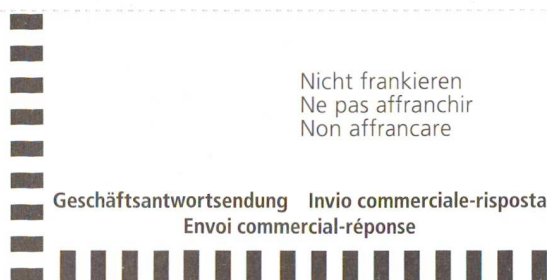 Nicht frankieren
Ne pas affranchir
Non affrancare
Geschäftsantwortsendung Invio commerciale-risposta
Envoi commercial-réponse